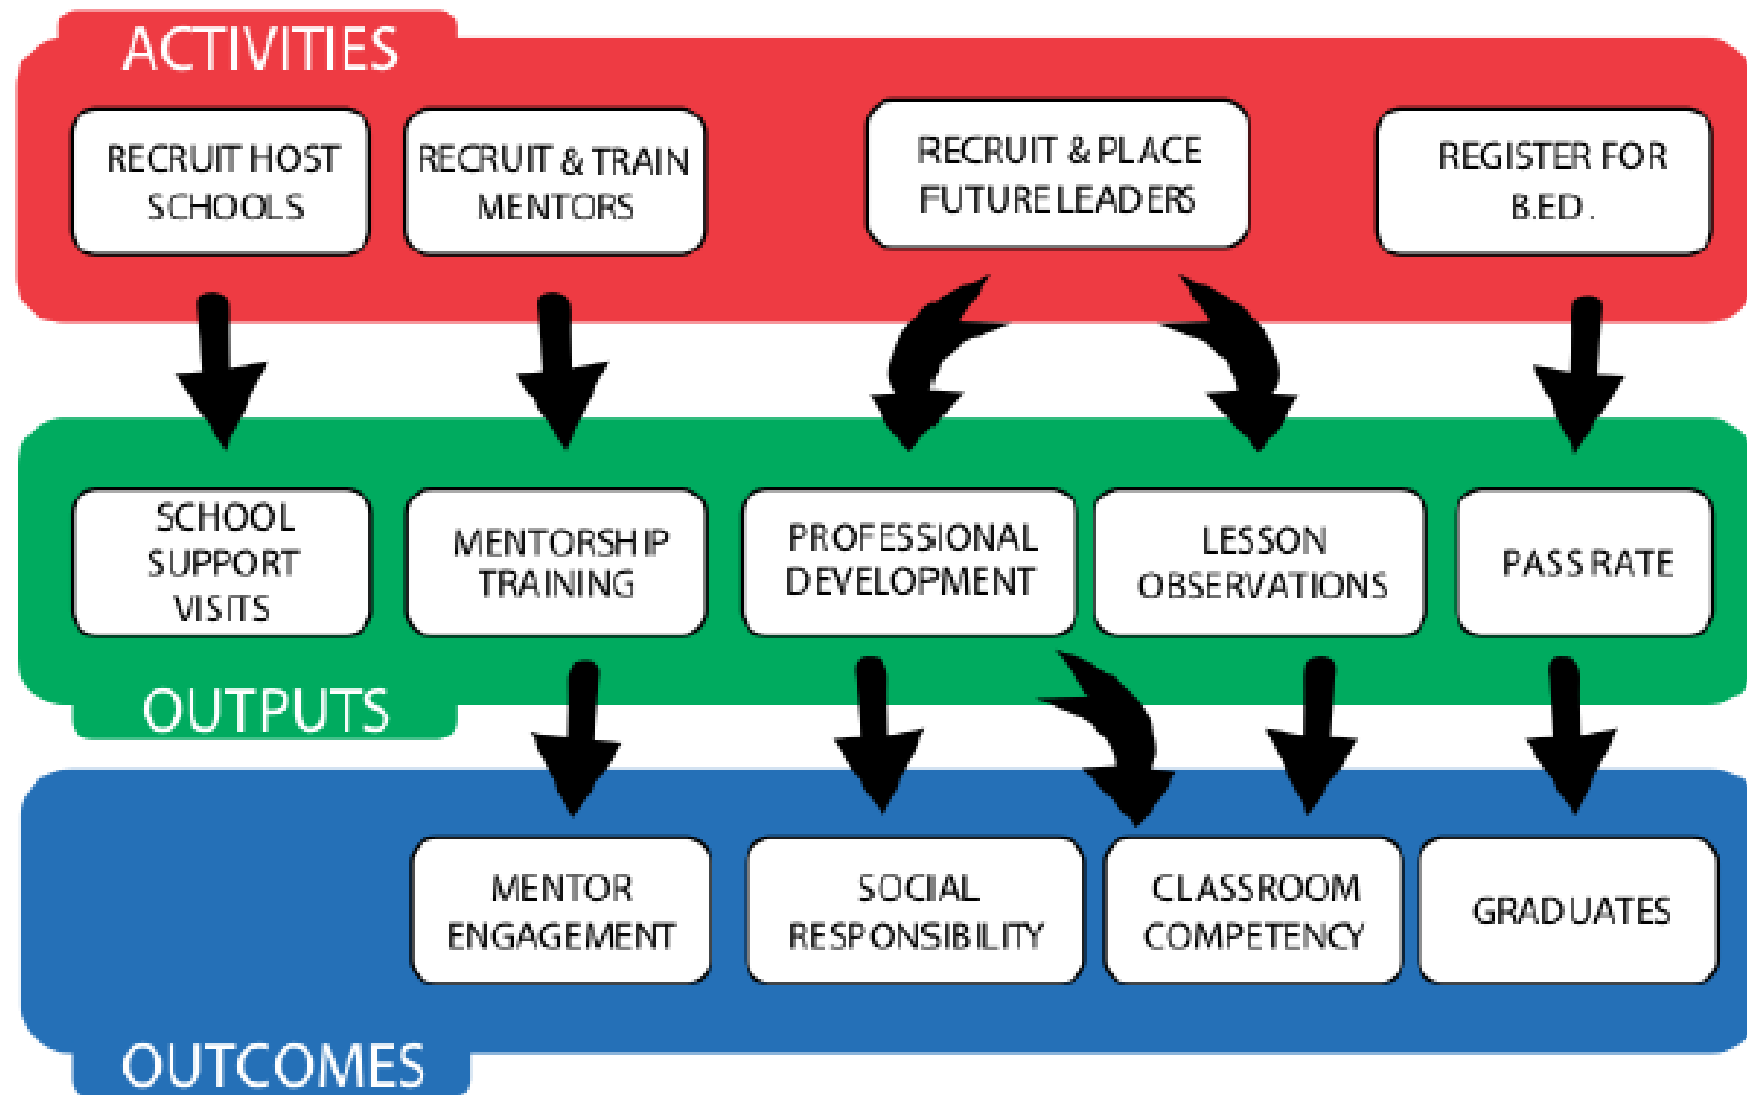 ACTIVITIES
RECRUIT HOST
SCHOOLS
RECRUIT & TRAIN
MENTORS
RECRUIT & PLACE
FUTURE LEADERS
REGISTER FOR
B.ED.
SCHOOL
SUPPORT
VISITS
MENTORSHIP
TRAINING
PROFESSIONAL
DEVELOPMENT
LESSON
OBSERVATIONS
PASS RATE
OUTPUTS
MENTOR
ENGAGEMENT
SOCIAL
RESPONSIBILITY
CLASSROOM
COMPETENCY
GRADUATES
OUTCOMES